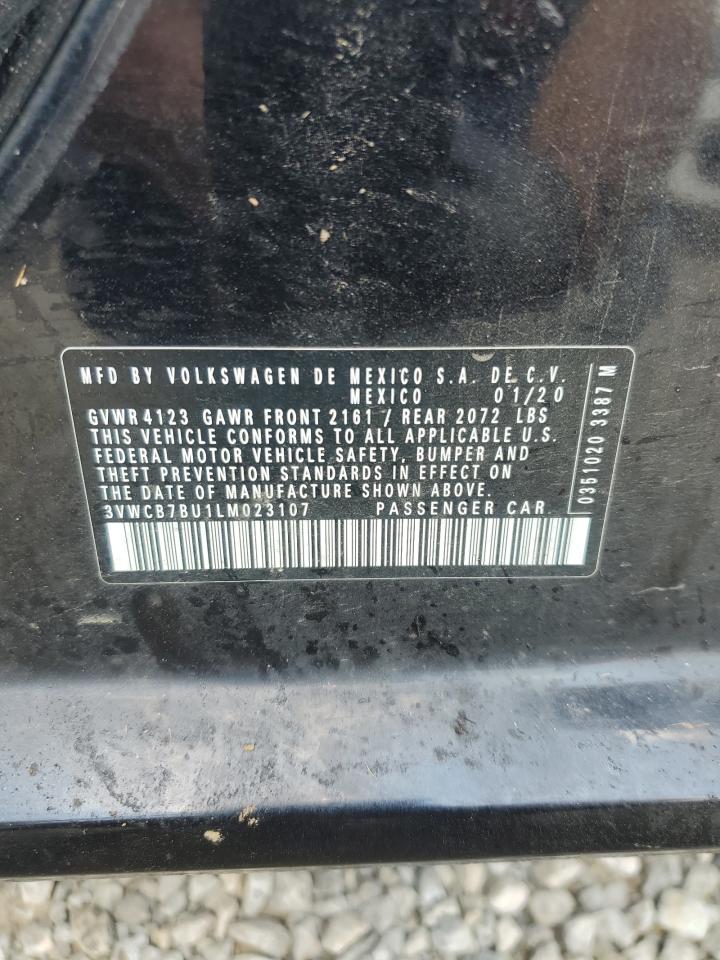 MFD BY VOLKSWAGEN DE MEXICO S.A. DE C.V.
MEXICO 01/20
GVWR 4123 GAWR FRONT 2161 / REAR 2072 LBS
THIS VEHICLE CONFORMS TO ALL APPLICABLE U.S.
FEDERAL MOTOR VEHICLE SAFETY, BUMPER AND
THEFT PREVENTION STANDARDS IN EFFECT ON
THE DATE OF MANUFACTURE SHOWN ABOVE.
3VWCB7BU1LM023107 PASSENGER CAR
0351020 3387 M